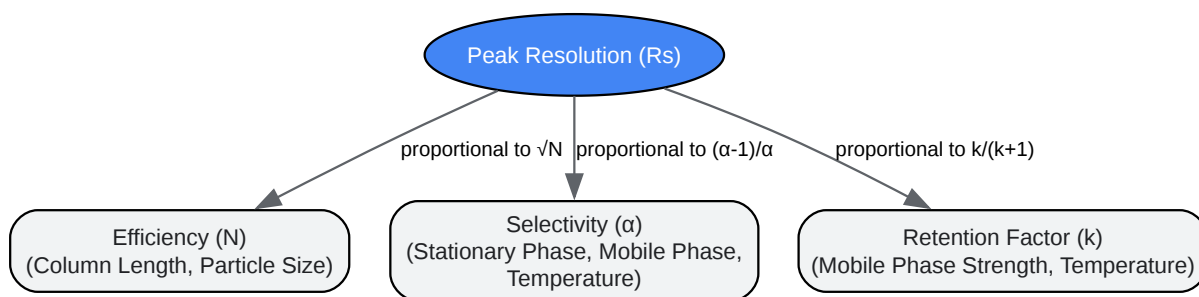 Peak Resolution (Rs)
proportional to √N
proportional to (α-1)/α
proportional to k/(k+1)
Efficiency (N)
(Column Length, Particle Size)
Selectivity (α)
(Stationary Phase, Mobile Phase,
Temperature)
Retention Factor (k)
(Mobile Phase Strength, Temperature)